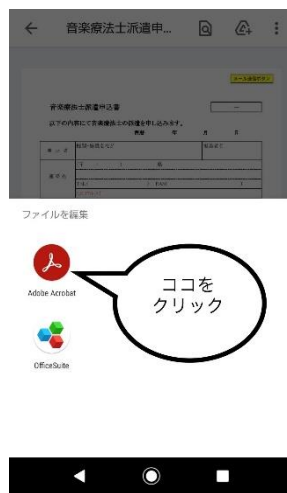 音楽療法士派遣申...
音楽療法士派遣申込書
以下の内容にて音楽療法士の派遣を申し込みます。
年 月 日
ファイルを編集
Adobe Acrobat
ココを
クリック
OfficeSuite